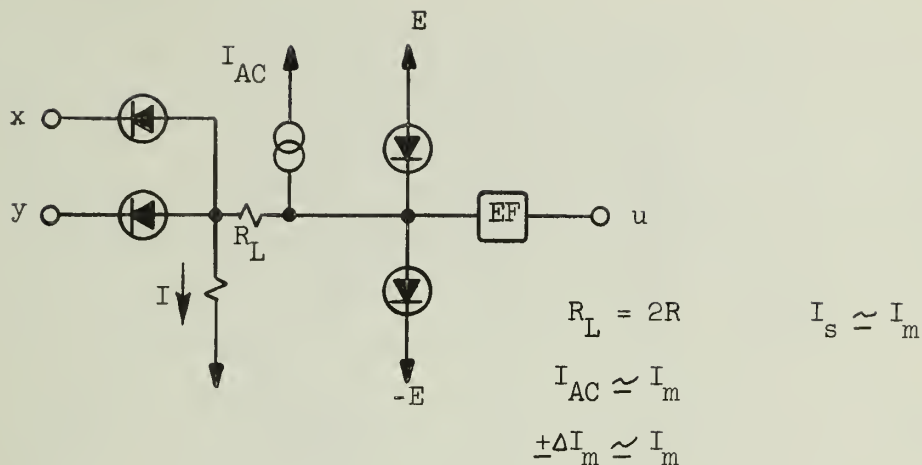 E
I_AC
x
y
R_L
EF
u
I
R_L = 2R
I_s ≃ I_m
I_AC ≃ I_m
-E
±ΔI_m ≃ I_m